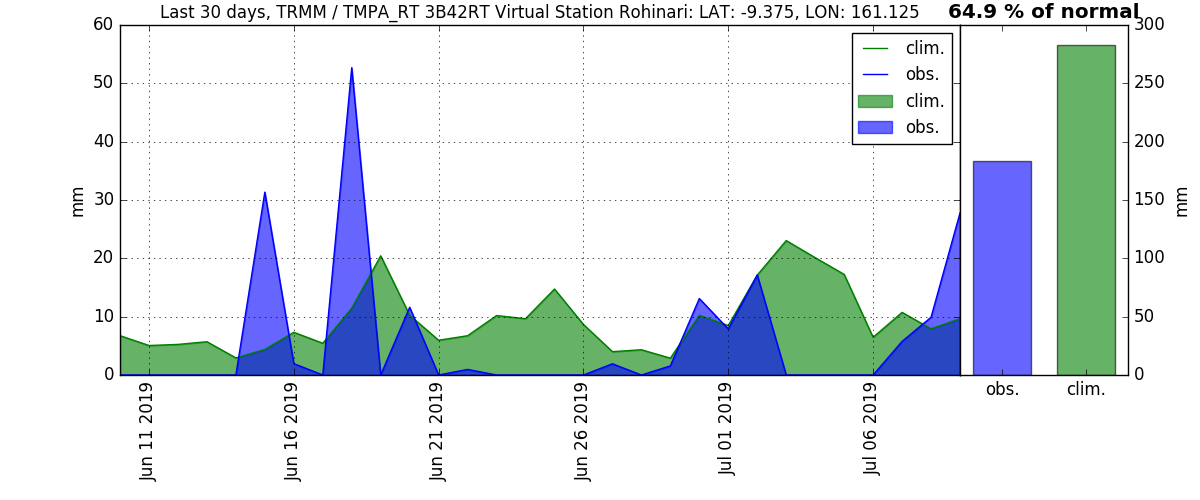 Last 30 days, TRMM / TMPA_RT 3B42RT Virtual Station Rohinari: LAT: -9.375, LON: 161.125
64.9 % of normal
60
50
40
30
20
10
0
mm
clim.
obs.
clim.
obs.
Jun 11 2019
Jun 16 2019
Jun 21 2019
Jun 26 2019
Jul 01 2019
Jul 06 2019
300
250
200
150
100
50
0
mm
obs.
clim.